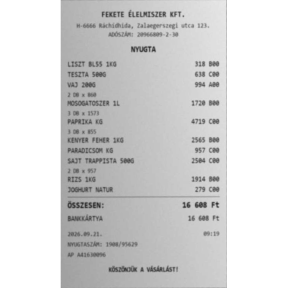 FEKETE ÉLELMISZER KFT.
H-6666 Ráchidhida, Zalaegerszegi utca 123.
ADÓSZÁM: 20966809-2-30
NYUGTA
LISZT BL55 1KG 318 B00
TESZTA 500G 638 C00
VAJ 200G 994 A00
2 DB x 860
MOSOGATOSZER 1L 1720 B00
3 DB x 1573
PAPRIKA KG 4719 C00
3 DB x 855
KENYER FEHER 1KG 2565 B00
PARADICSOM KG 957 C00
SAJT TRAPPISTA 500G 2504 C00
2 DB x 957
RIZS 1KG 1914 B00
JOGHURT NATUR 279 C00
ÖSSZESEN: 16 608 Ft
BANKKÁRTYA 16 608 Ft
2026.09.21. 09:19
NYUGTASZÁM: 1908/95629
AP A41630096
KÖSZÖNJÜK A VÁSÁRLÁST!